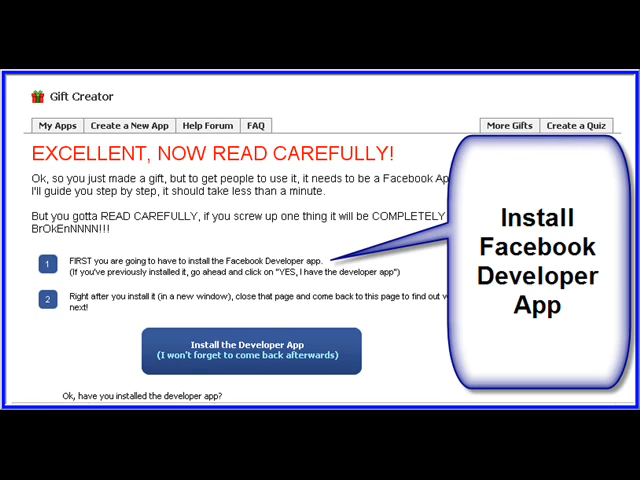 Gift Creator
My Apps Create a New App Help Forum FAQ More Gifts Create a Quiz
EXCELLENT, NOW READ CAREFULLY!
Ok, so you just made a gift, but to get people to use it, it needs to be a Facebook Ap
I'll guide you step by step, it should take less than a minute.
But you gotta READ CAREFULLY, if you screw up one thing it will be COMPLETELY
BrOkEnNNNN!!!
1 FIRST you are going to have to install the Facebook Developer app.
(If you've previously installed it, go ahead and click on "YES, I have the developer app")
2 Right after you install it (in a new window), close that page and come back to this page to find out
next!
Install the Developer App
(I won't forget to come back afterwards)
Ok, have you installed the developer app?
Install
Facebook
Developer
App